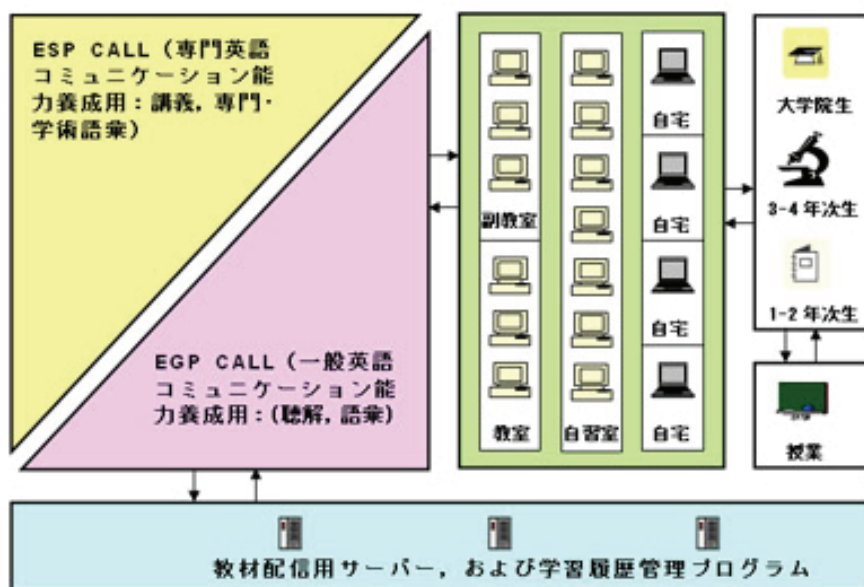 ESP CALL（専門英語
コミュニケーション能
力養成用：講義，専門・
学術語彙）
EGP CALL（一般英語
コミュニケーション能
力養成用：(聴解，語彙）
副教室
教室
自習室
自宅
自宅
自宅
自宅
大学院生
3-4 年次生
1-2 年次生
授業
教材配信用サーバー，および学習履歴管理プログラム